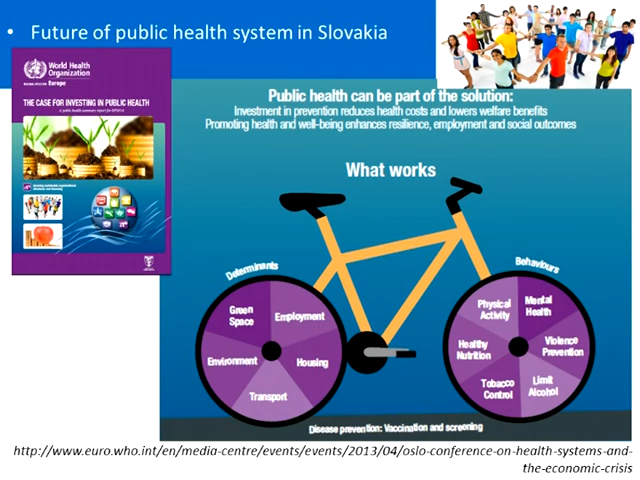 • Future of public health system in Slovakia
World Health
Organization
Europe
THE CASE FOR INVESTING IN PUBLIC HEALTH
Public health can be part of the solution:
Investment in prevention reduces health costs and lowers welfare benefits
Promoting health and well-being enhances resilience, employment and social outcomes
What works
Determinants
Green
Space
Employment
Environment
Housing
Transport
Behaviours
Physical
Activity
Mental
Health
Healthy
Nutrition
Violence
Prevention
Tobacco
Control
Limit
Alcohol
Disease prevention: Vaccination and screening
http://www.euro.who.int/en/media-centre/events/events/2013/04/oslo-conference-on-health-systems-and-
the-economic-crisis